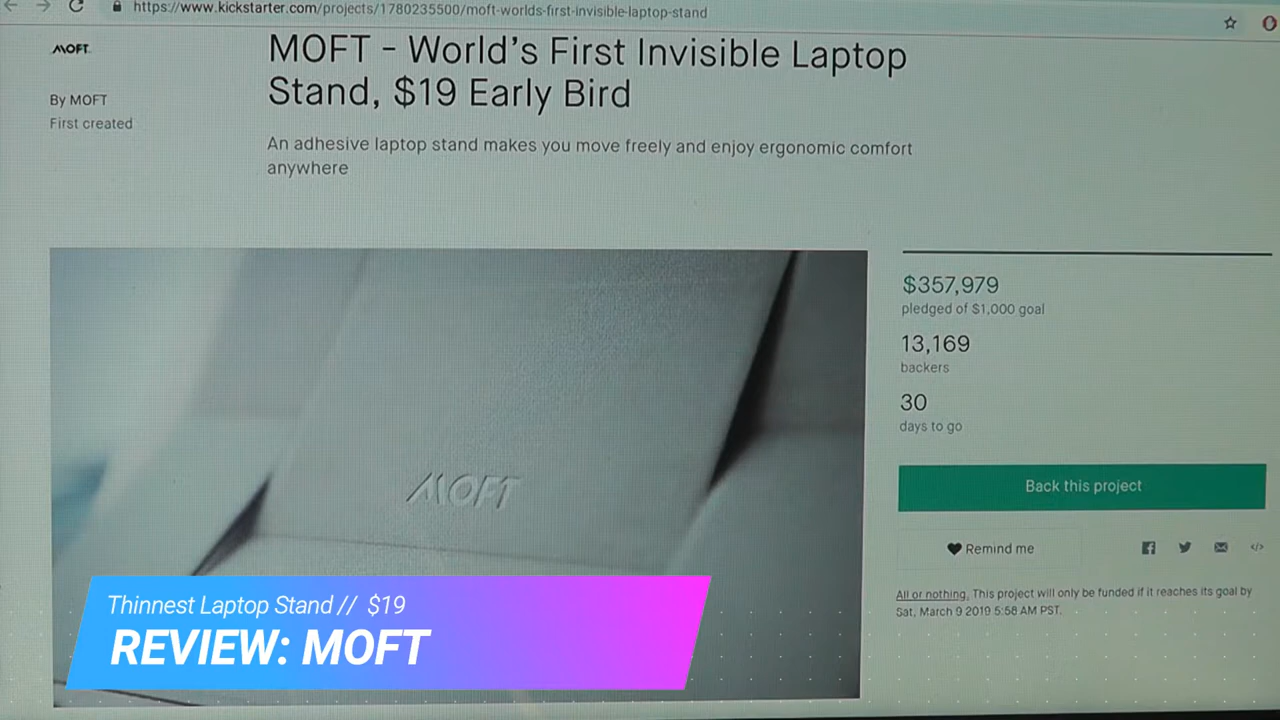 https://www.kickstarter.com/projects/1780235500/moft-worlds-first-invisible-laptop-stand
MOFT
By MOFT
First created
MOFT - World's First Invisible Laptop
Stand, $19 Early Bird
An adhesive laptop stand makes you move freely and enjoy ergonomic comfort
anywhere
MOFT
$357,979
pledged of $1,000 goal
13,169
backers
30
days to go
Back this project
Remind me
All or nothing. This project will only be funded if it reaches its goal by
Sat, March 9 2019 5:58 AM PST.
Thinnest Laptop Stand // $19
REVIEW: MOFT